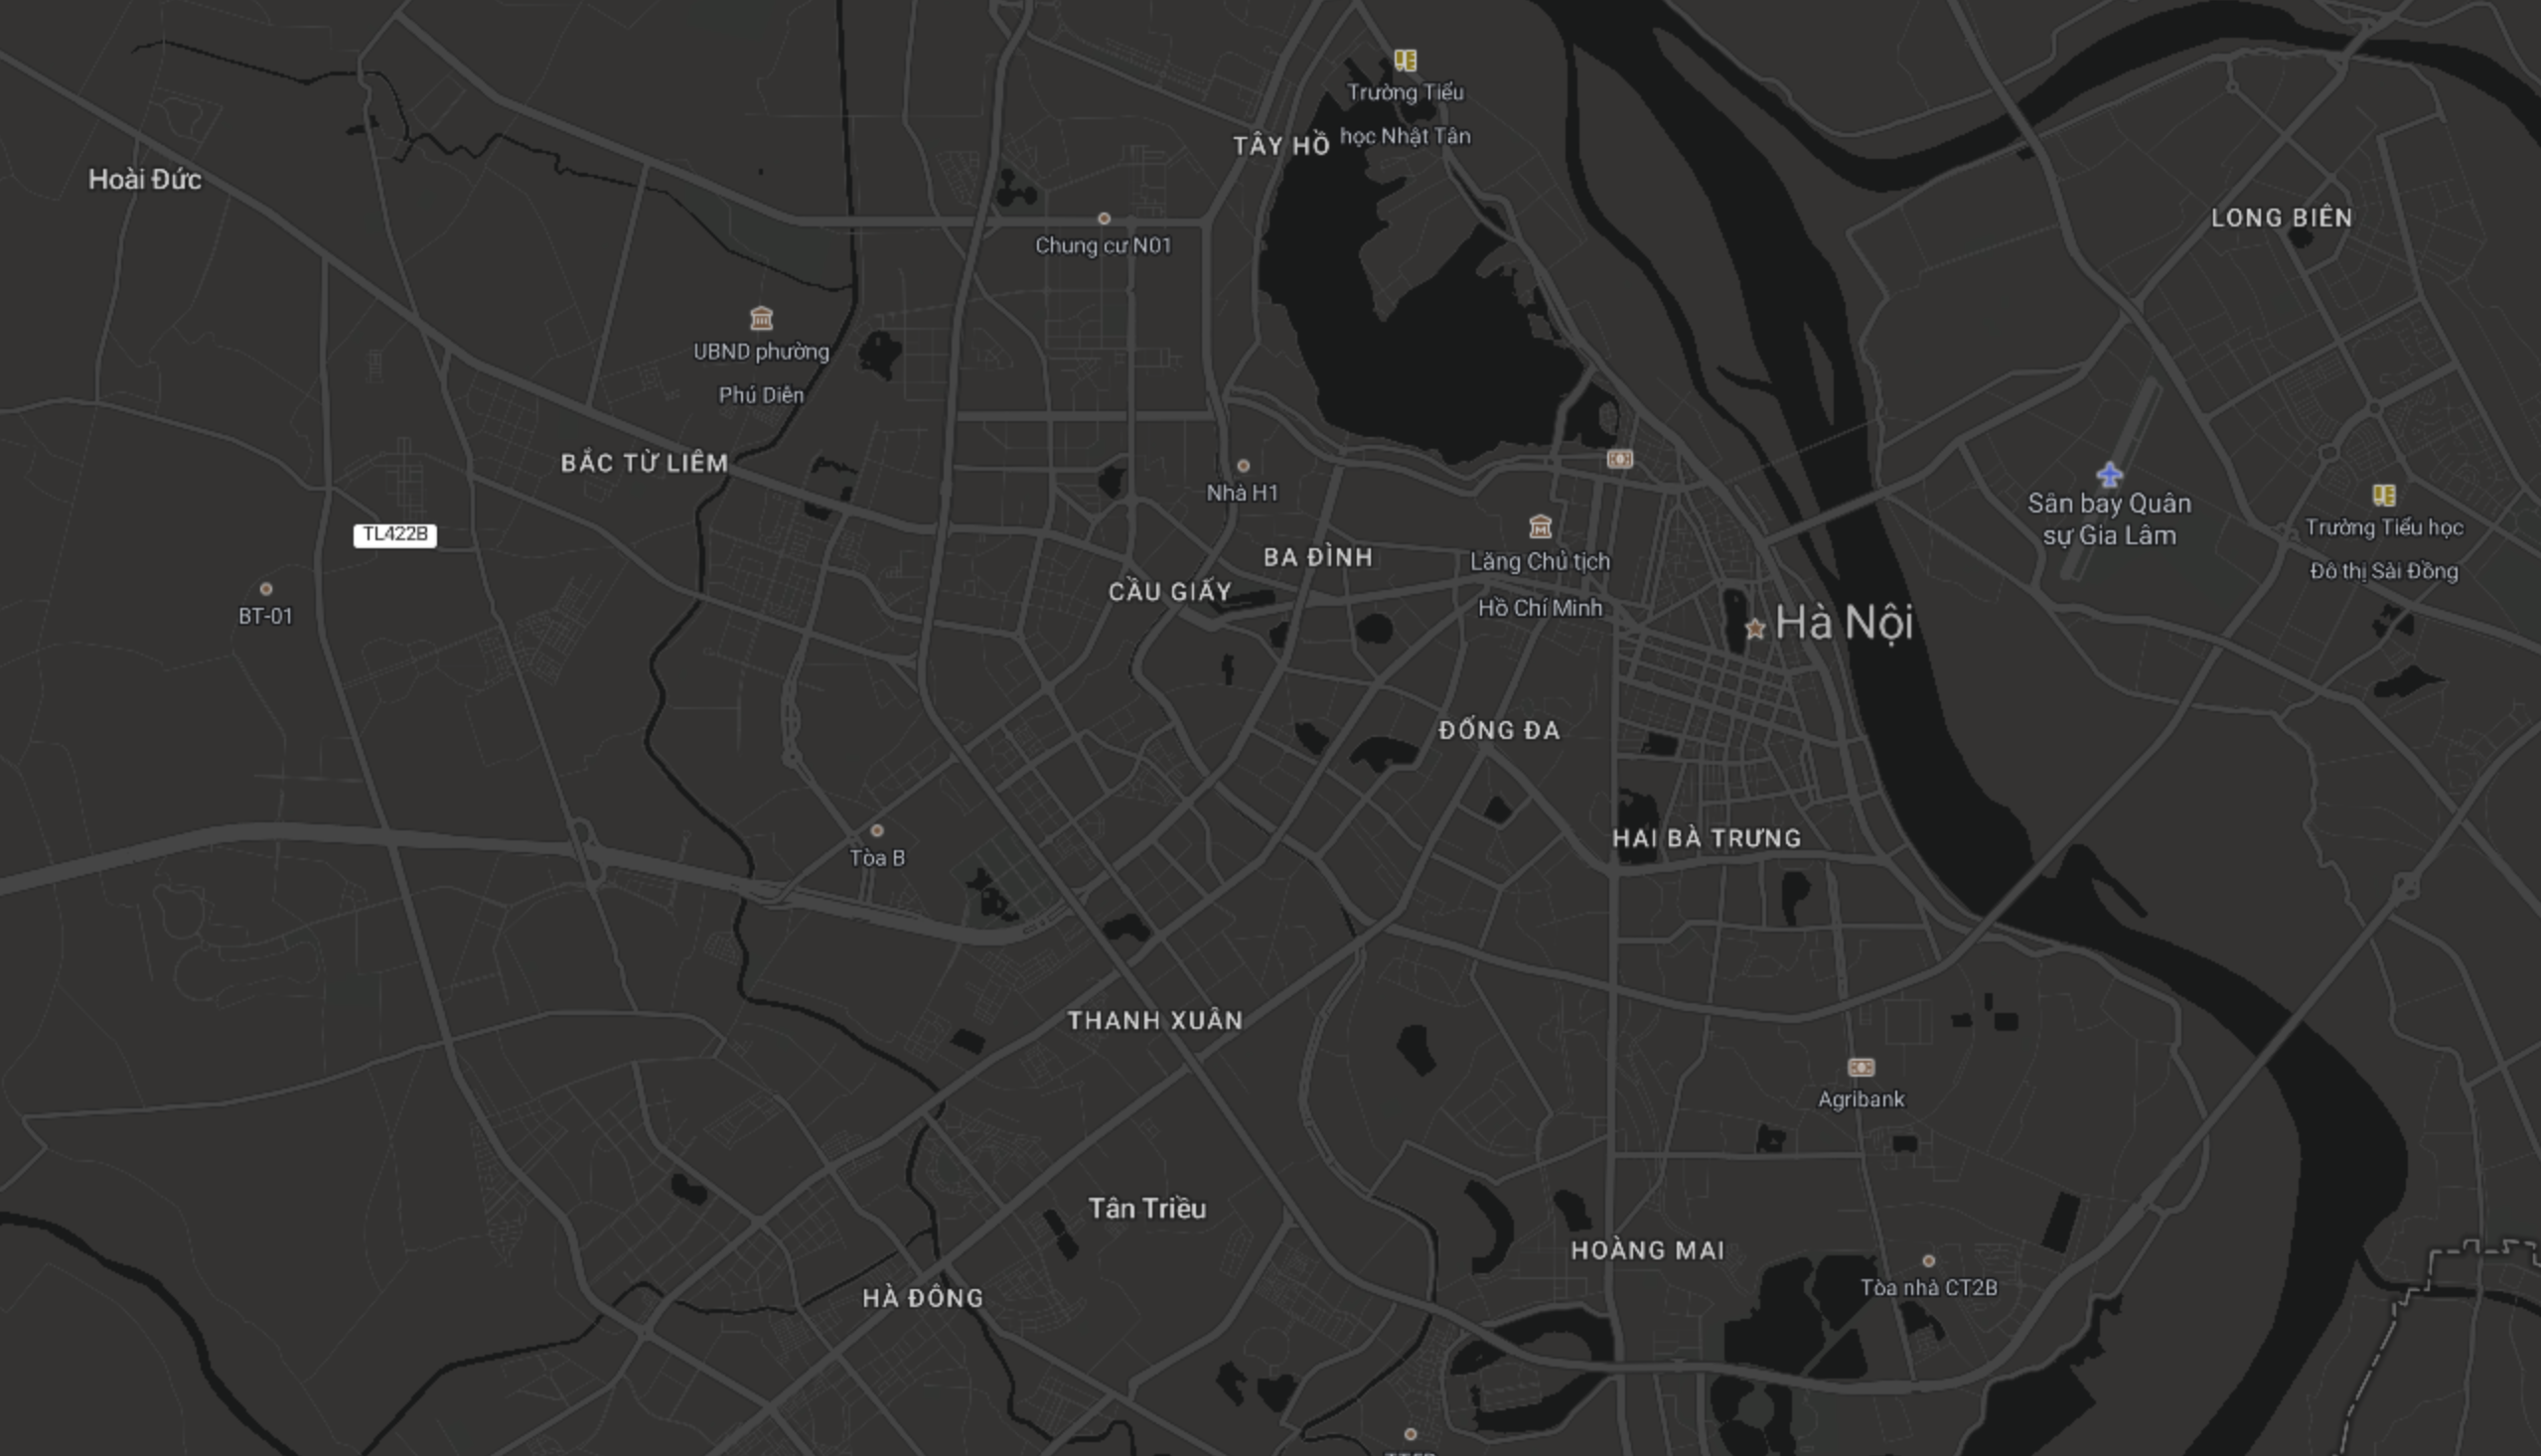 Trường Tiểu
học Nhật Tân
TÂY HỒ
Hoài Đức
LONG BIÊN
Chung cư N01
UBND phường
Phú Diễn
BẮC TỪ LIÊM
Nhà H1
TL422B
Sân bay Quân
sự Gia Lâm
Trường Tiểu học
Đô thị Sài Đồng
BA ĐÌNH
Lăng Chủ tịch
Hồ Chí Minh
CẦU GIẤY
BT-01
Hà Nội
ĐỐNG ĐA
HAI BÀ TRƯNG
Tòa B
THANH XUÂN
Agribank
Tân Triều
HOÀNG MAI
Tòa nhà CT2B
HÀ ĐÔNG